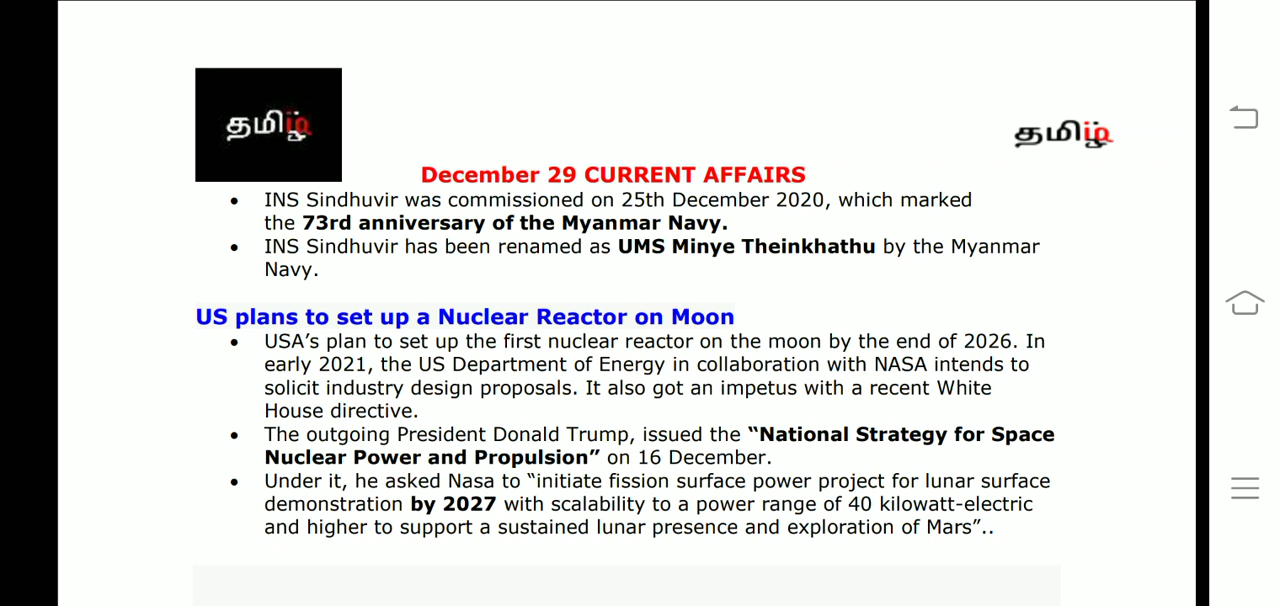 தமிழ்
தமிழ்
December 29 CURRENT AFFAIRS
• INS Sindhuvir was commissioned on 25th December 2020, which marked
the 73rd anniversary of the Myanmar Navy.
• INS Sindhuvir has been renamed as UMS Minye Theinkhathu by the Myanmar
Navy.
US plans to set up a Nuclear Reactor on Moon
• USA’s plan to set up the first nuclear reactor on the moon by the end of 2026. In
early 2021, the US Department of Energy in collaboration with NASA intends to
solicit industry design proposals. It also got an impetus with a recent White
House directive.
• The outgoing President Donald Trump, issued the “National Strategy for Space
Nuclear Power and Propulsion” on 16 December.
• Under it, he asked Nasa to “initiate fission surface power project for lunar surface
demonstration by 2027 with scalability to a power range of 40 kilowatt-electric
and higher to support a sustained lunar presence and exploration of Mars”..